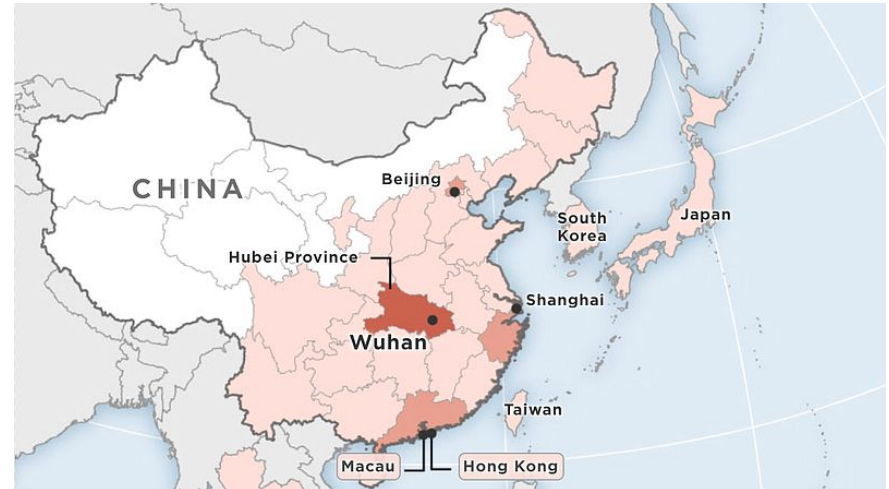 CHINA
Beijing
South
Korea
Japan
Hubei Province
Shanghai
Wuhan
Taiwan
Macau
Hong Kong